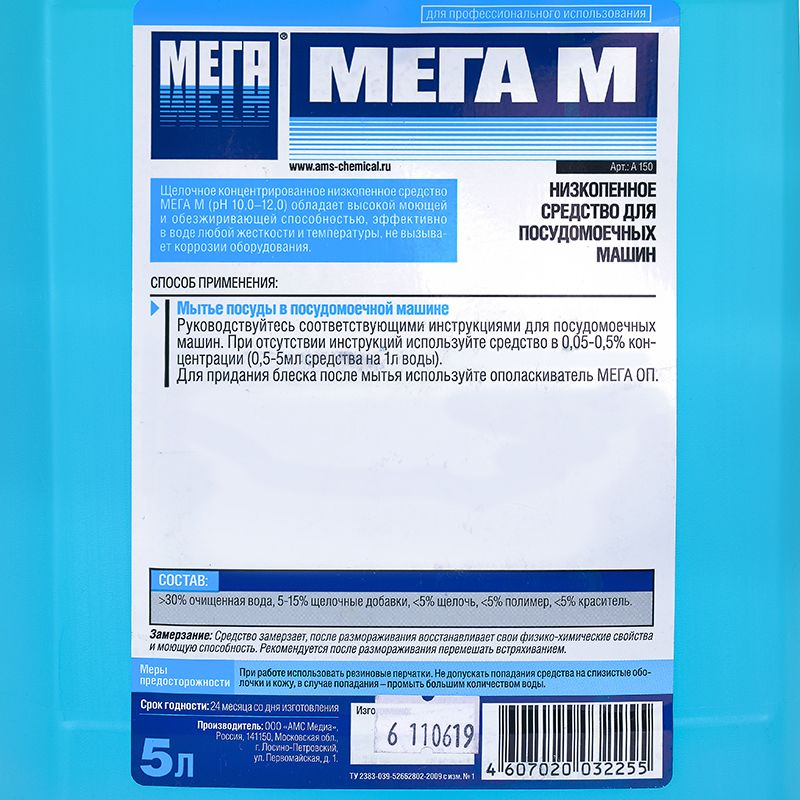 для профессионального использования
МЕГА®
МЕГА М
www.ams-chemical.ru
Арт.: А 150
Щелочное концентрированное низкопенное средство
МЕГА М (pH 10,0–12,0) обладает высокой моющей
и обезжиривающей способностью, эффективно
в воде любой жесткости и температуры, не вызыва-
ет коррозии оборудования.
НИЗКОПЕННОЕ
СРЕДСТВО ДЛЯ
ПОСУДОМОЕЧНЫХ
МАШИН
СПОСОБ ПРИМЕНЕНИЯ:
Мытье посуды в посудомоечной машине
Руководствуйтесь соответствующими инструкциями для посудомоечных
машин. При отсутствии инструкций используйте средство в 0,05-0,5% кон-
центрации (0,5-5мл средства на 1л воды).
Для придания блеска после мытья используйте ополаскиватель МЕГА ОП.
СОСТАВ:
>30% очищенная вода, 5-15% щелочные добавки, <5% щелочь, <5% полимер, <5% краситель.
Замерзание: Средство замерзает, после размораживания восстанавливает свои физико-химические свойства
и моющую способность. Рекомендуется после размораживания перемешать встряхиванием.
Меры
предосторожности
При работе использовать резиновые перчатки. Не допускать попадания средства на слизистые обо-
лочки и кожу, в случае попадания – промыть большим количеством воды.
Срок годности: 24 месяца со дня изготовления
Производитель: ООО «АМС Медиа».
Россия, 141150, Московская обл.,
г. Лосино-Петровский,
ул. Первомайская, д. 1.
5л
Изго
6 110619
ТУ 2383-039-52662802-2009 с изм. № 1
4 607020 032255